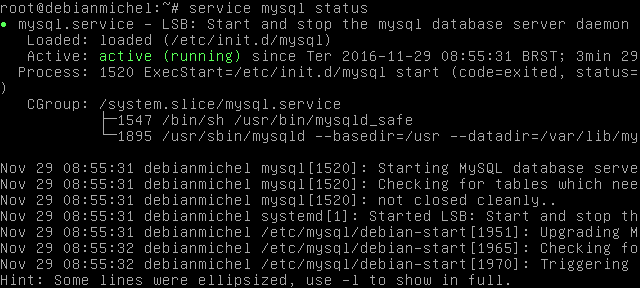 root@debianmichel:~# service mysql status
● mysql.service - LSB: Start and stop the mysql database server daemon
Loaded: loaded (/etc/init.d/mysql)
Active: active (running) since Ter 2016-11-29 08:55:31 BRST; 3min 29
Process: 1520 ExecStart=/etc/init.d/mysql start (code=exited, status=
)
CGroup: /system.slice/mysql.service
├─1547 /bin/sh /usr/bin/mysqld_safe
└─1895 /usr/sbin/mysqld --basedir=/usr --datadir=/var/lib/my
Nov 29 08:55:31 debianmichel mysql[1520]: Starting MySQL database serve
Nov 29 08:55:31 debianmichel mysql[1520]: Checking for tables which nee
Nov 29 08:55:31 debianmichel mysql[1520]: not closed cleanly..
Nov 29 08:55:31 debianmichel systemd[1]: Started LSB: Start and stop th
Nov 29 08:55:31 debianmichel /etc/mysql/debian-start[1951]: Upgrading M
Nov 29 08:55:32 debianmichel /etc/mysql/debian-start[1965]: Checking fo
Nov 29 08:55:32 debianmichel /etc/mysql/debian-start[1970]: Triggering
Hint: Some lines were ellipsized, use -l to show in full.